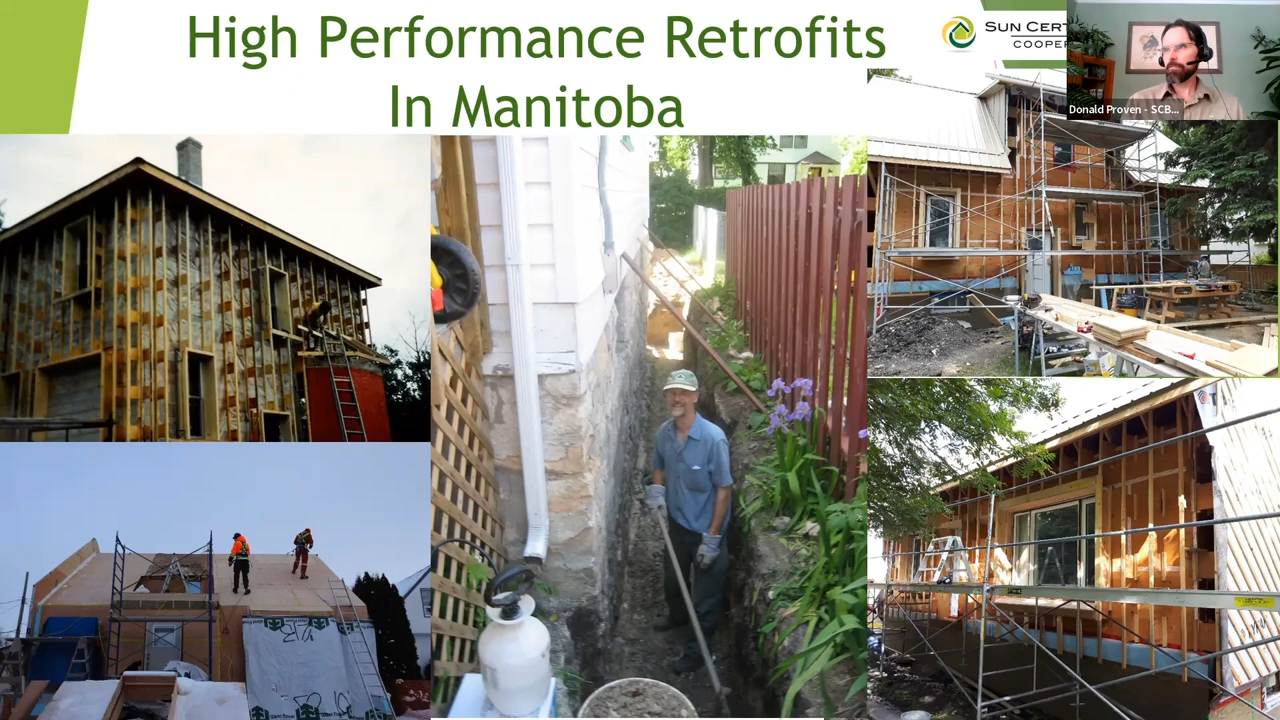 High Performance Retrofits
In Manitoba
SUN CERT
COOPER
Donald Proven - SCB...